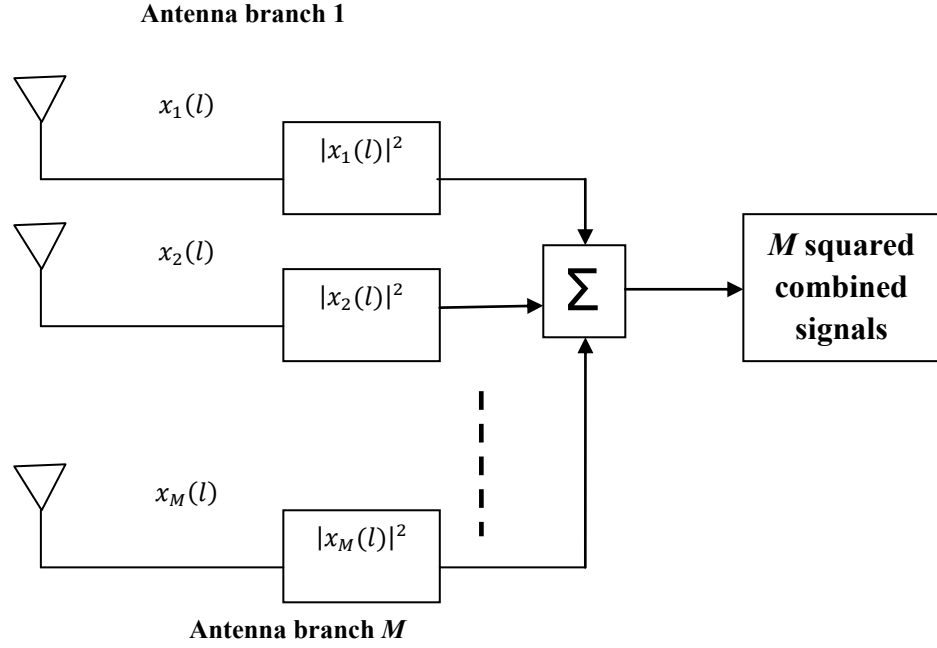 Antenna branch 1
x₁(l)
|x₁(l)|²
x₂(l)
|x₂(l)|²
Σ
M squared
combined
signals
x_M(l)
|x_M(l)|²
Antenna branch M